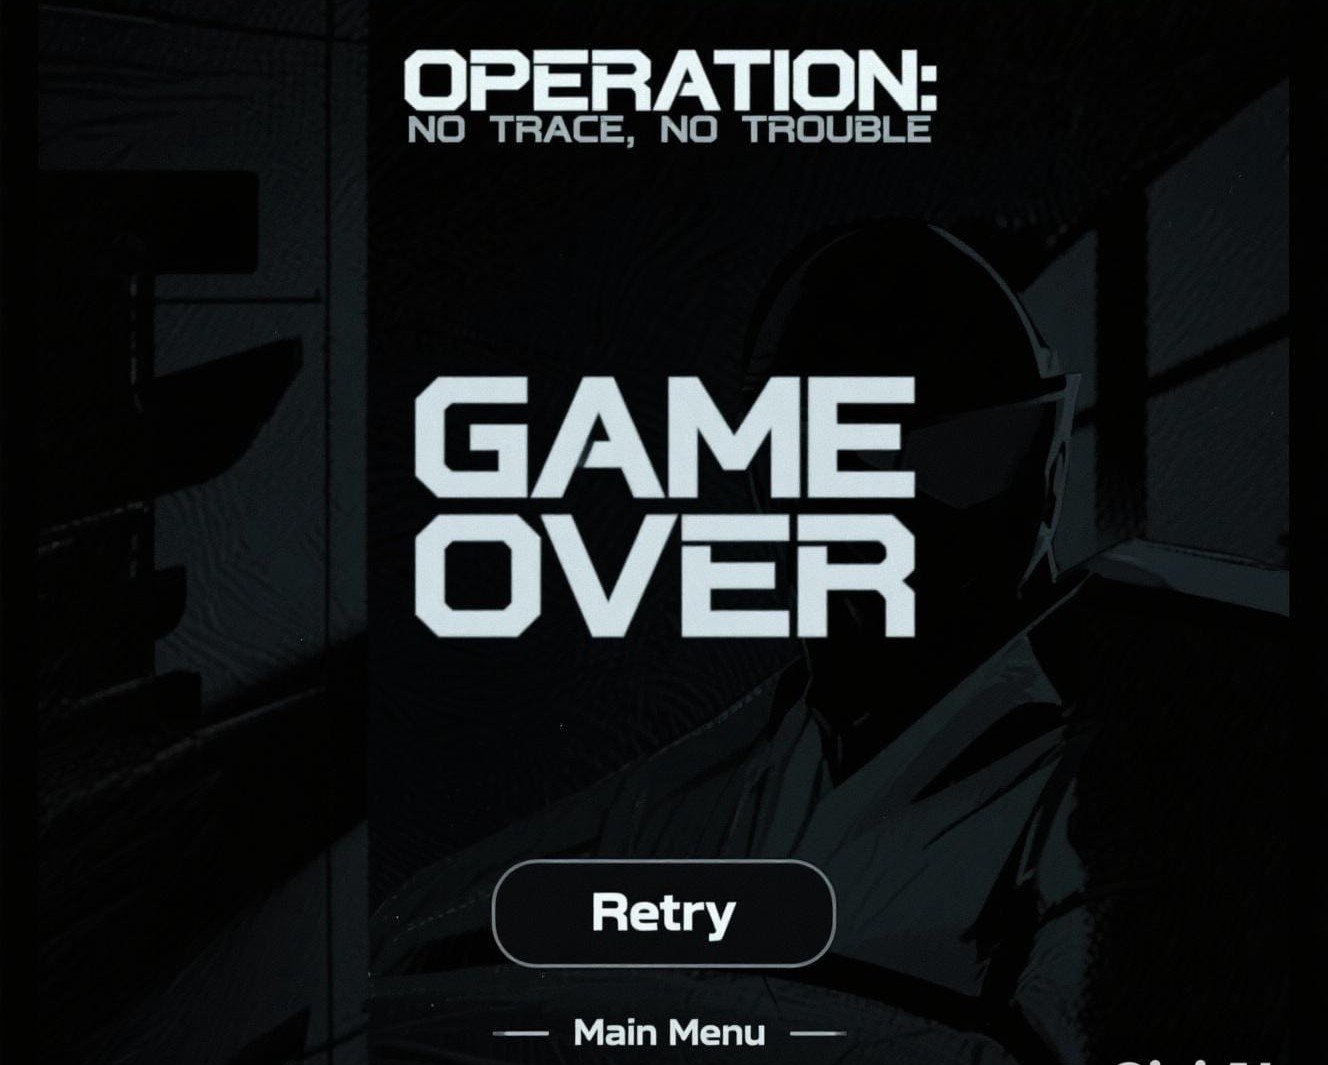 OPERATION:
NO TRACE, NO TROUBLE
GAME
OVER
Retry
Main Menu